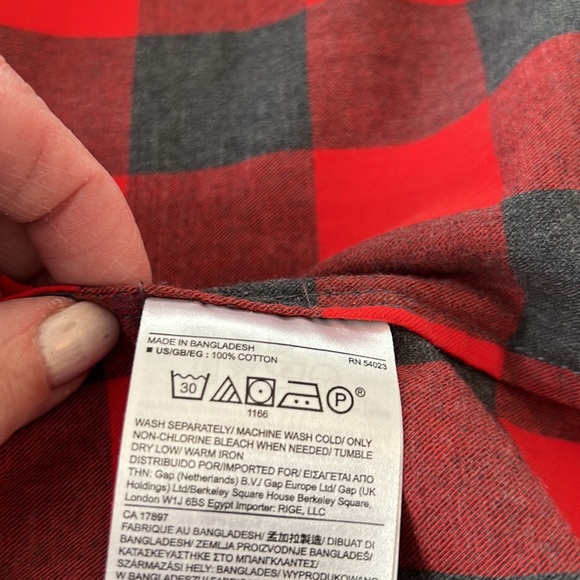 MADE IN BANGLADESH RN 54023
■ US/GB/EG : 100% COTTON
30 P ®
1166
WASH SEPARATELY/ MACHINE WASH COLD/ ONLY
NON-CHLORINE BLEACH WHEN NEEDED/ TUMBLE
DRY LOW/ WARM IRON
DISTRIBUIDO POR/IMPORTED FOR/ ΕΙΣΑΓΕΤΑΙ ΑΠΟ
ΤΗΝ: Gap (Netherlands) B.V./ Gap Europe Ltd/ Gap (UK
Holdings) Ltd/Berkeley Square House Berkeley Square,
London W1J 6BS Egypt Importer: RIGE, LLC
CA 17897
FABRIQUÉ AU BANGLADESH/ 孟加拉製造/ DIBUAT DI
BANGLADESH/ ZEMLJA PROIZVODNJE BANGLADEŠ/
ΚΑΤΑΣΚΕΥΑΣΤΗΚΕ ΣΤΟ ΜΠΑΝΓΚΛΑΝΤΕΣ/
SZÁRMAZÁSI HELY: BANGLADES/ WYPRODUKOWANO
W BANGLADESZU/